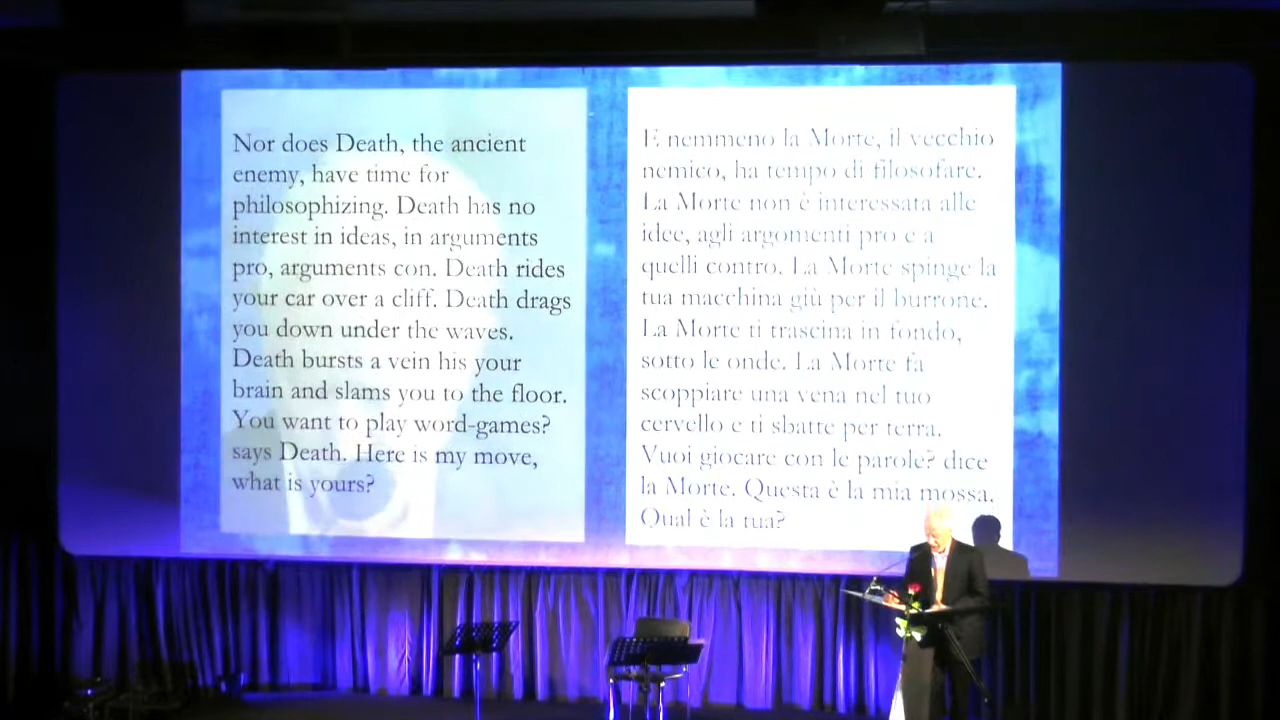 Nor does Death, the ancient
enemy, have time for
philosophizing. Death has no
interest in ideas, in arguments
pro, arguments con. Death rides
your car over a cliff. Death drags
you down under the waves.
Death bursts a vein his your
brain and slams you to the floor.
You want to play word-games?
says Death. Here is my move,
what is yours?
E nemmeno la Morte, il vecchio
nemico, ha tempo di filosofare.
La Morte non è interessata alle
idee, agli argomenti pro e a
quelli contro. La Morte spinge la
tua macchina giù per il burrone.
La Morte ti trascina in fondo,
sotto le onde. La Morte fa
scoppiare una vena nel tuo
cervello e ti sbatte per terra.
Vuoi giocare con le parole? dice
la Morte. Questa è la mia mossa.
Qual è la tua?